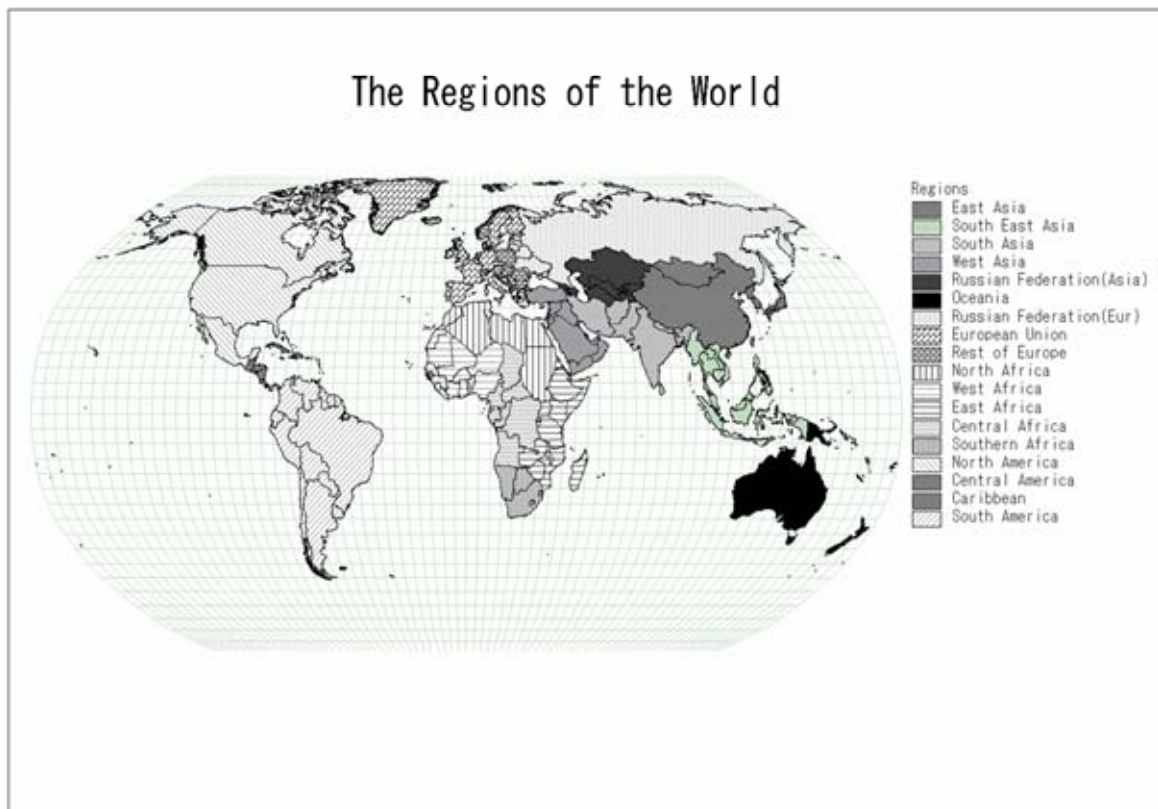 The Regions of the World
Regions
East Asia
South East Asia
South Asia
West Asia
Russian Federation(Asia)
Oceania
Russian Federation(Eur)
European Union
Rest of Europe
North Africa
West Africa
East Africa
Central Africa
Southern Africa
North America
Central America
Caribbean
South America